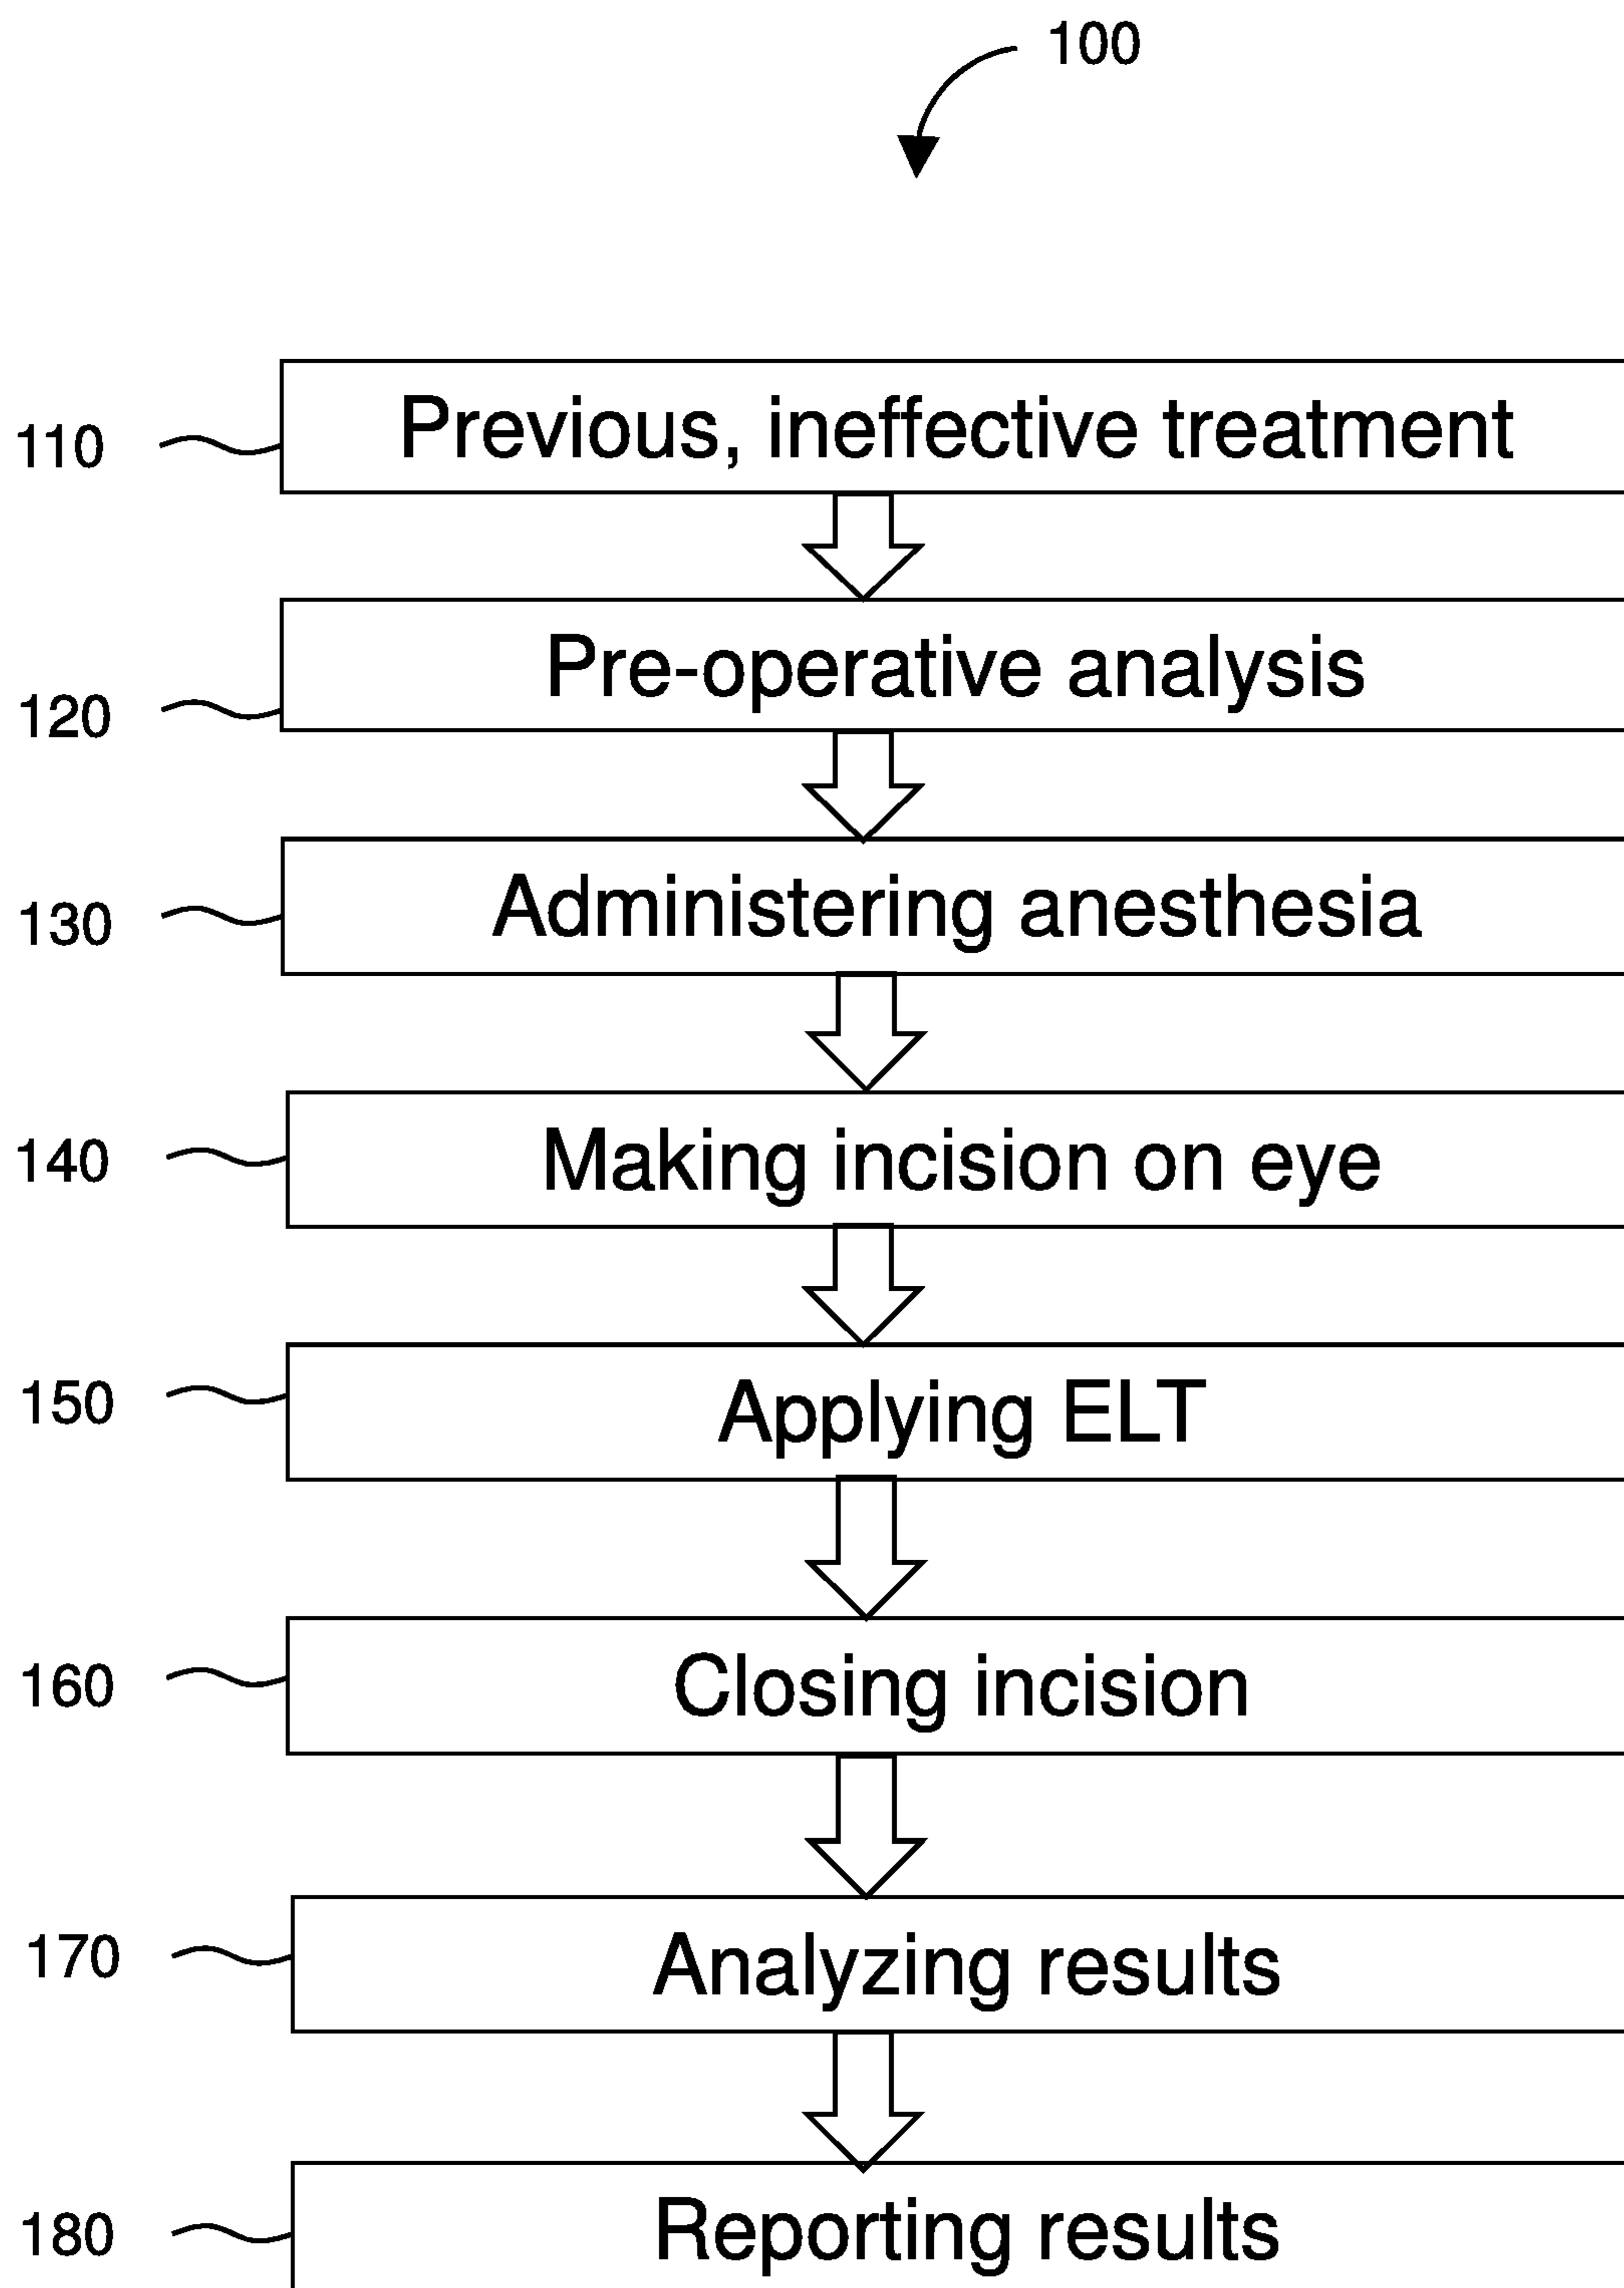 100
110 Previous, ineffective treatment
120 Pre-operative analysis
130 Administering anesthesia
140 Making incision on eye
150 Applying ELT
160 Closing incision
170 Analyzing results
180 Reporting results